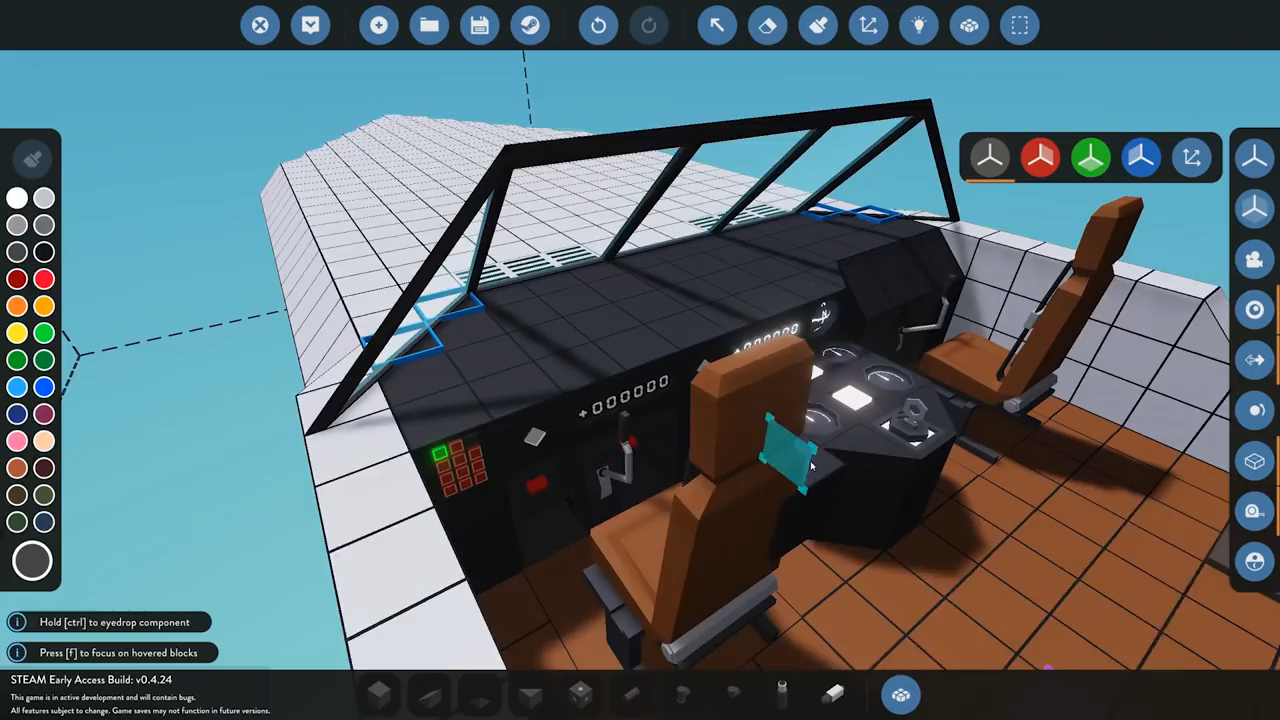 +000000
+000000
Hold [ctrl] to eyedrop component
Press [f] to focus on hovered blocks
STEAM Early Access Build: v0.4.24
This game is in active development and will contain bugs.
All features subject to change. Game saves may not function in future versions.